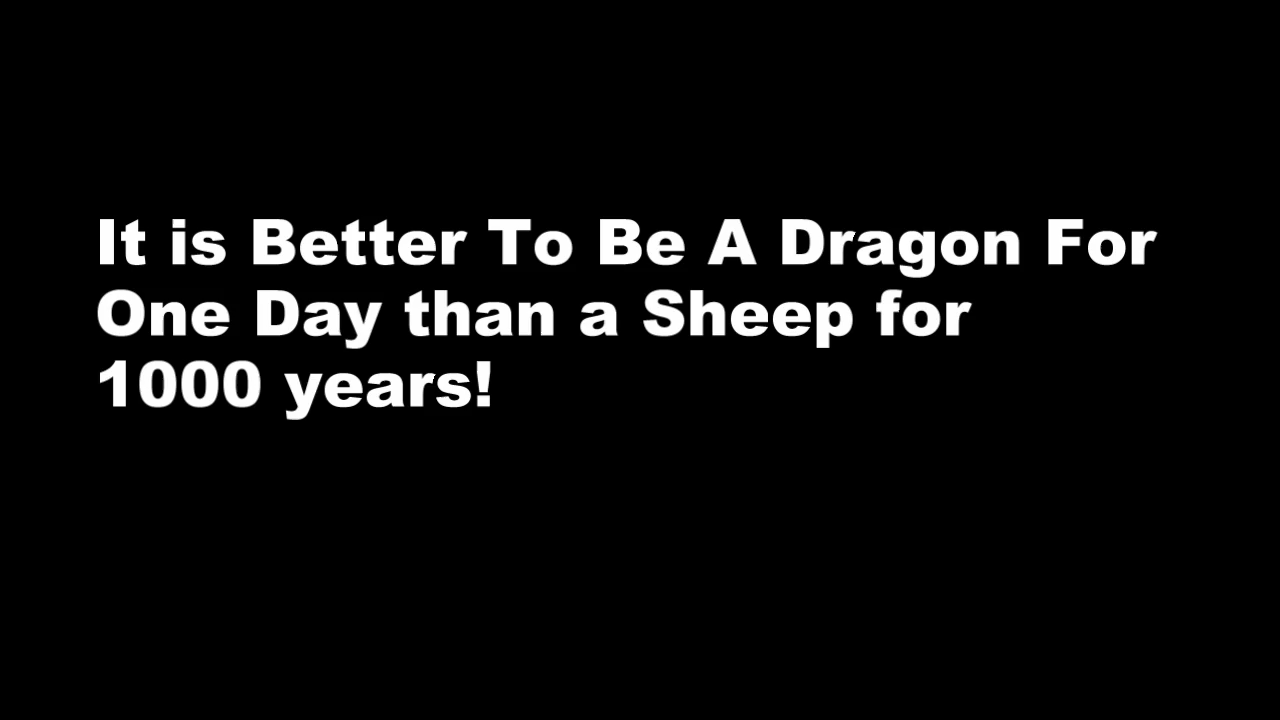 It is Better To Be A Dragon For
One Day than a Sheep for
1000 years!